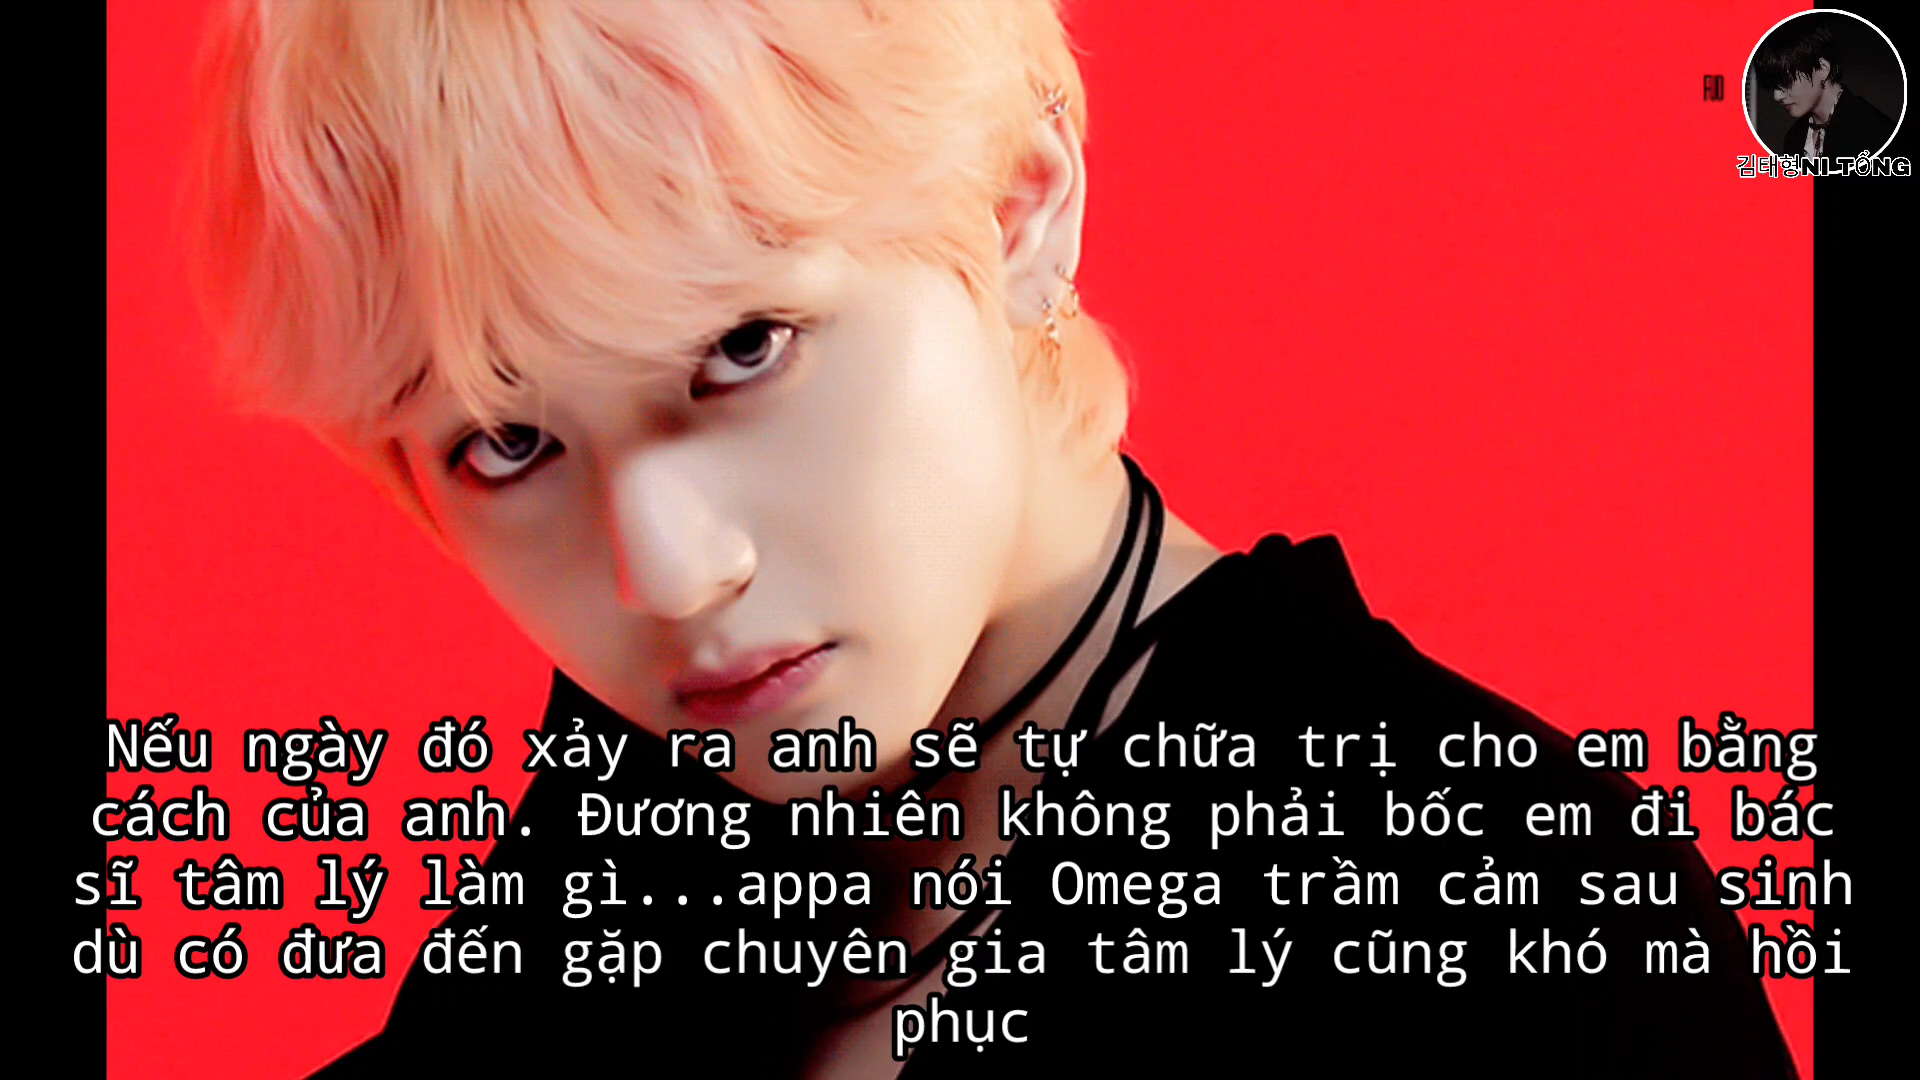 김태형NI TỔNG
Nếu ngày đó xảy ra anh sẽ tự chữa trị cho em bằng
cách của anh. Đương nhiên không phải bốc em đi bác
sĩ tâm lý làm gì...appa nói Omega trầm cảm sau sinh
dù có đưa đến gặp chuyên gia tâm lý cũng khó mà hồi
phục